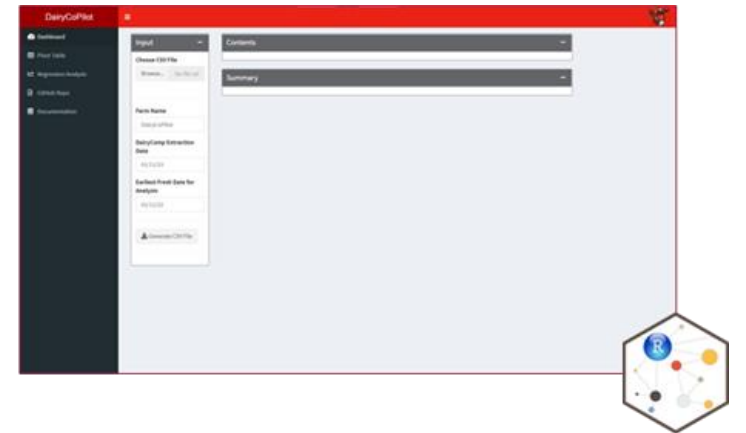 DairyCoPilot
Dashboard
Pivot Table
Regression Analysis
GitHub Repo
Documentation
Input
Choose CSV File
Browse...
Farm Name
DairyCoPilot
DairyComp Extraction
Date
Earliest Fresh Date for
Analysis
Generate CSV File
Contents
Summary
R